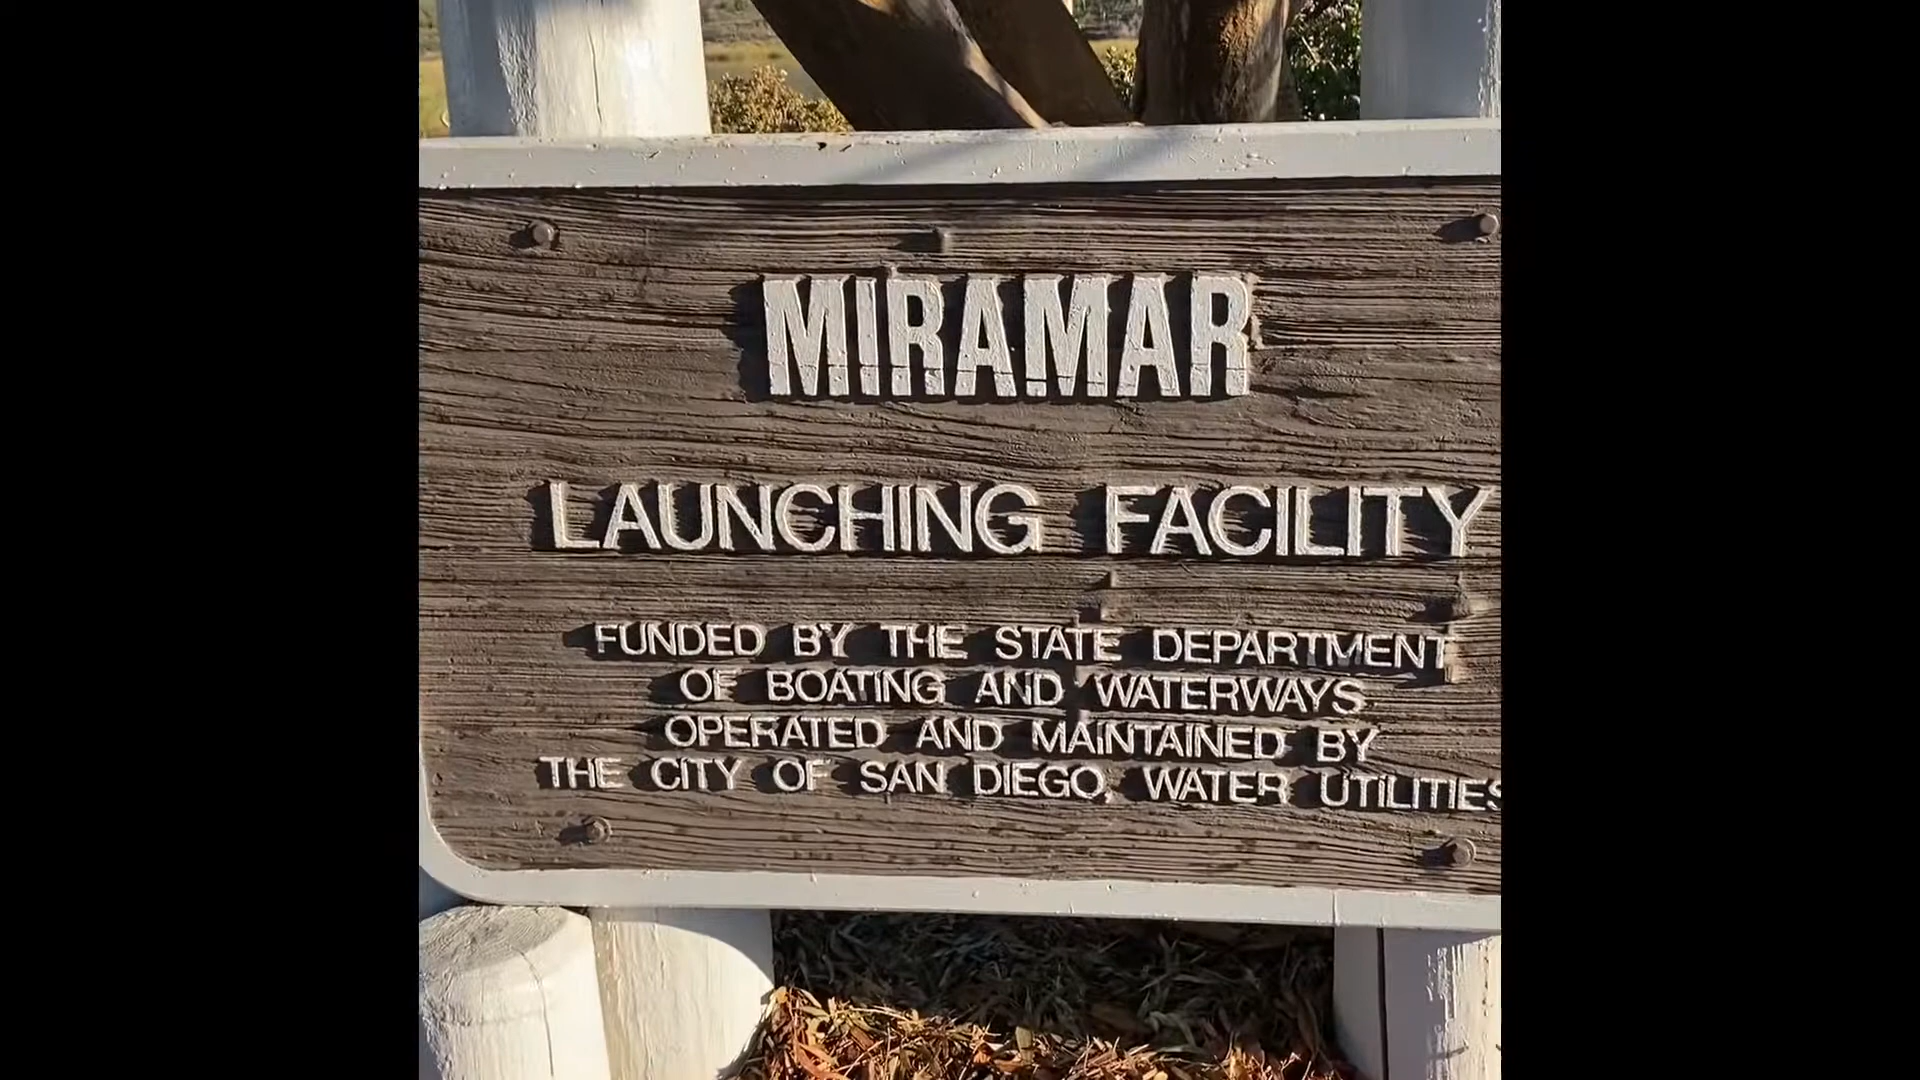 MIRAMAR
LAUNCHING FACILITY
FUNDED BY THE STATE DEPARTMENT
OF BOATING AND WATERWAYS
OPERATED AND MAINTAINED BY
THE CITY OF SAN DIEGO, WATER UTILITIES